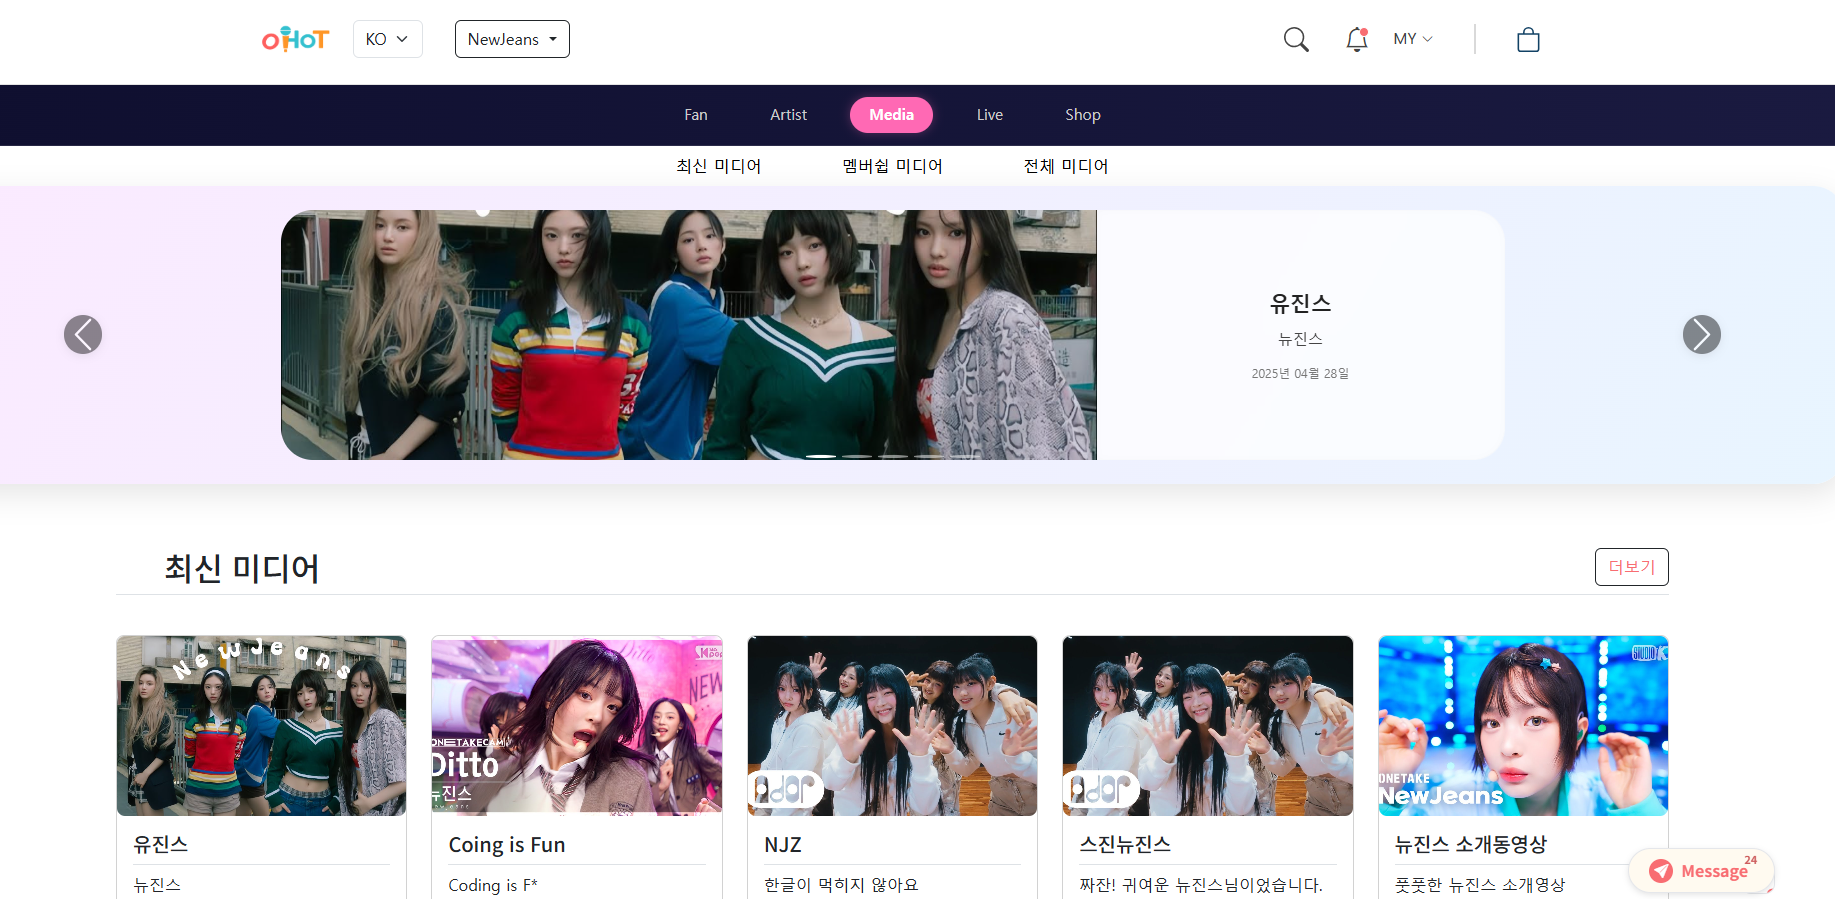 OHHOT
KO
NewJeans
MY
Fan
Artist
Media
Live
Shop
최신 미디어
멤버쉽 미디어
전체 미디어
유진스
뉴진스
2025년 04월 28일
최신 미디어
더보기
NewJeans
ONETAKECAM
Ditto
뉴진스
NEW
STUDIO K
ONETAKE
NewJeans
유진스
Coing is Fun
NJZ
스진뉴진스
뉴진스 소개동영상
뉴진스
Coding is F*
한글이 먹히지 않아요
짜잔! 귀여운 뉴진스님이었습니다.
풋풋한 뉴진스 소개영상
Message
24